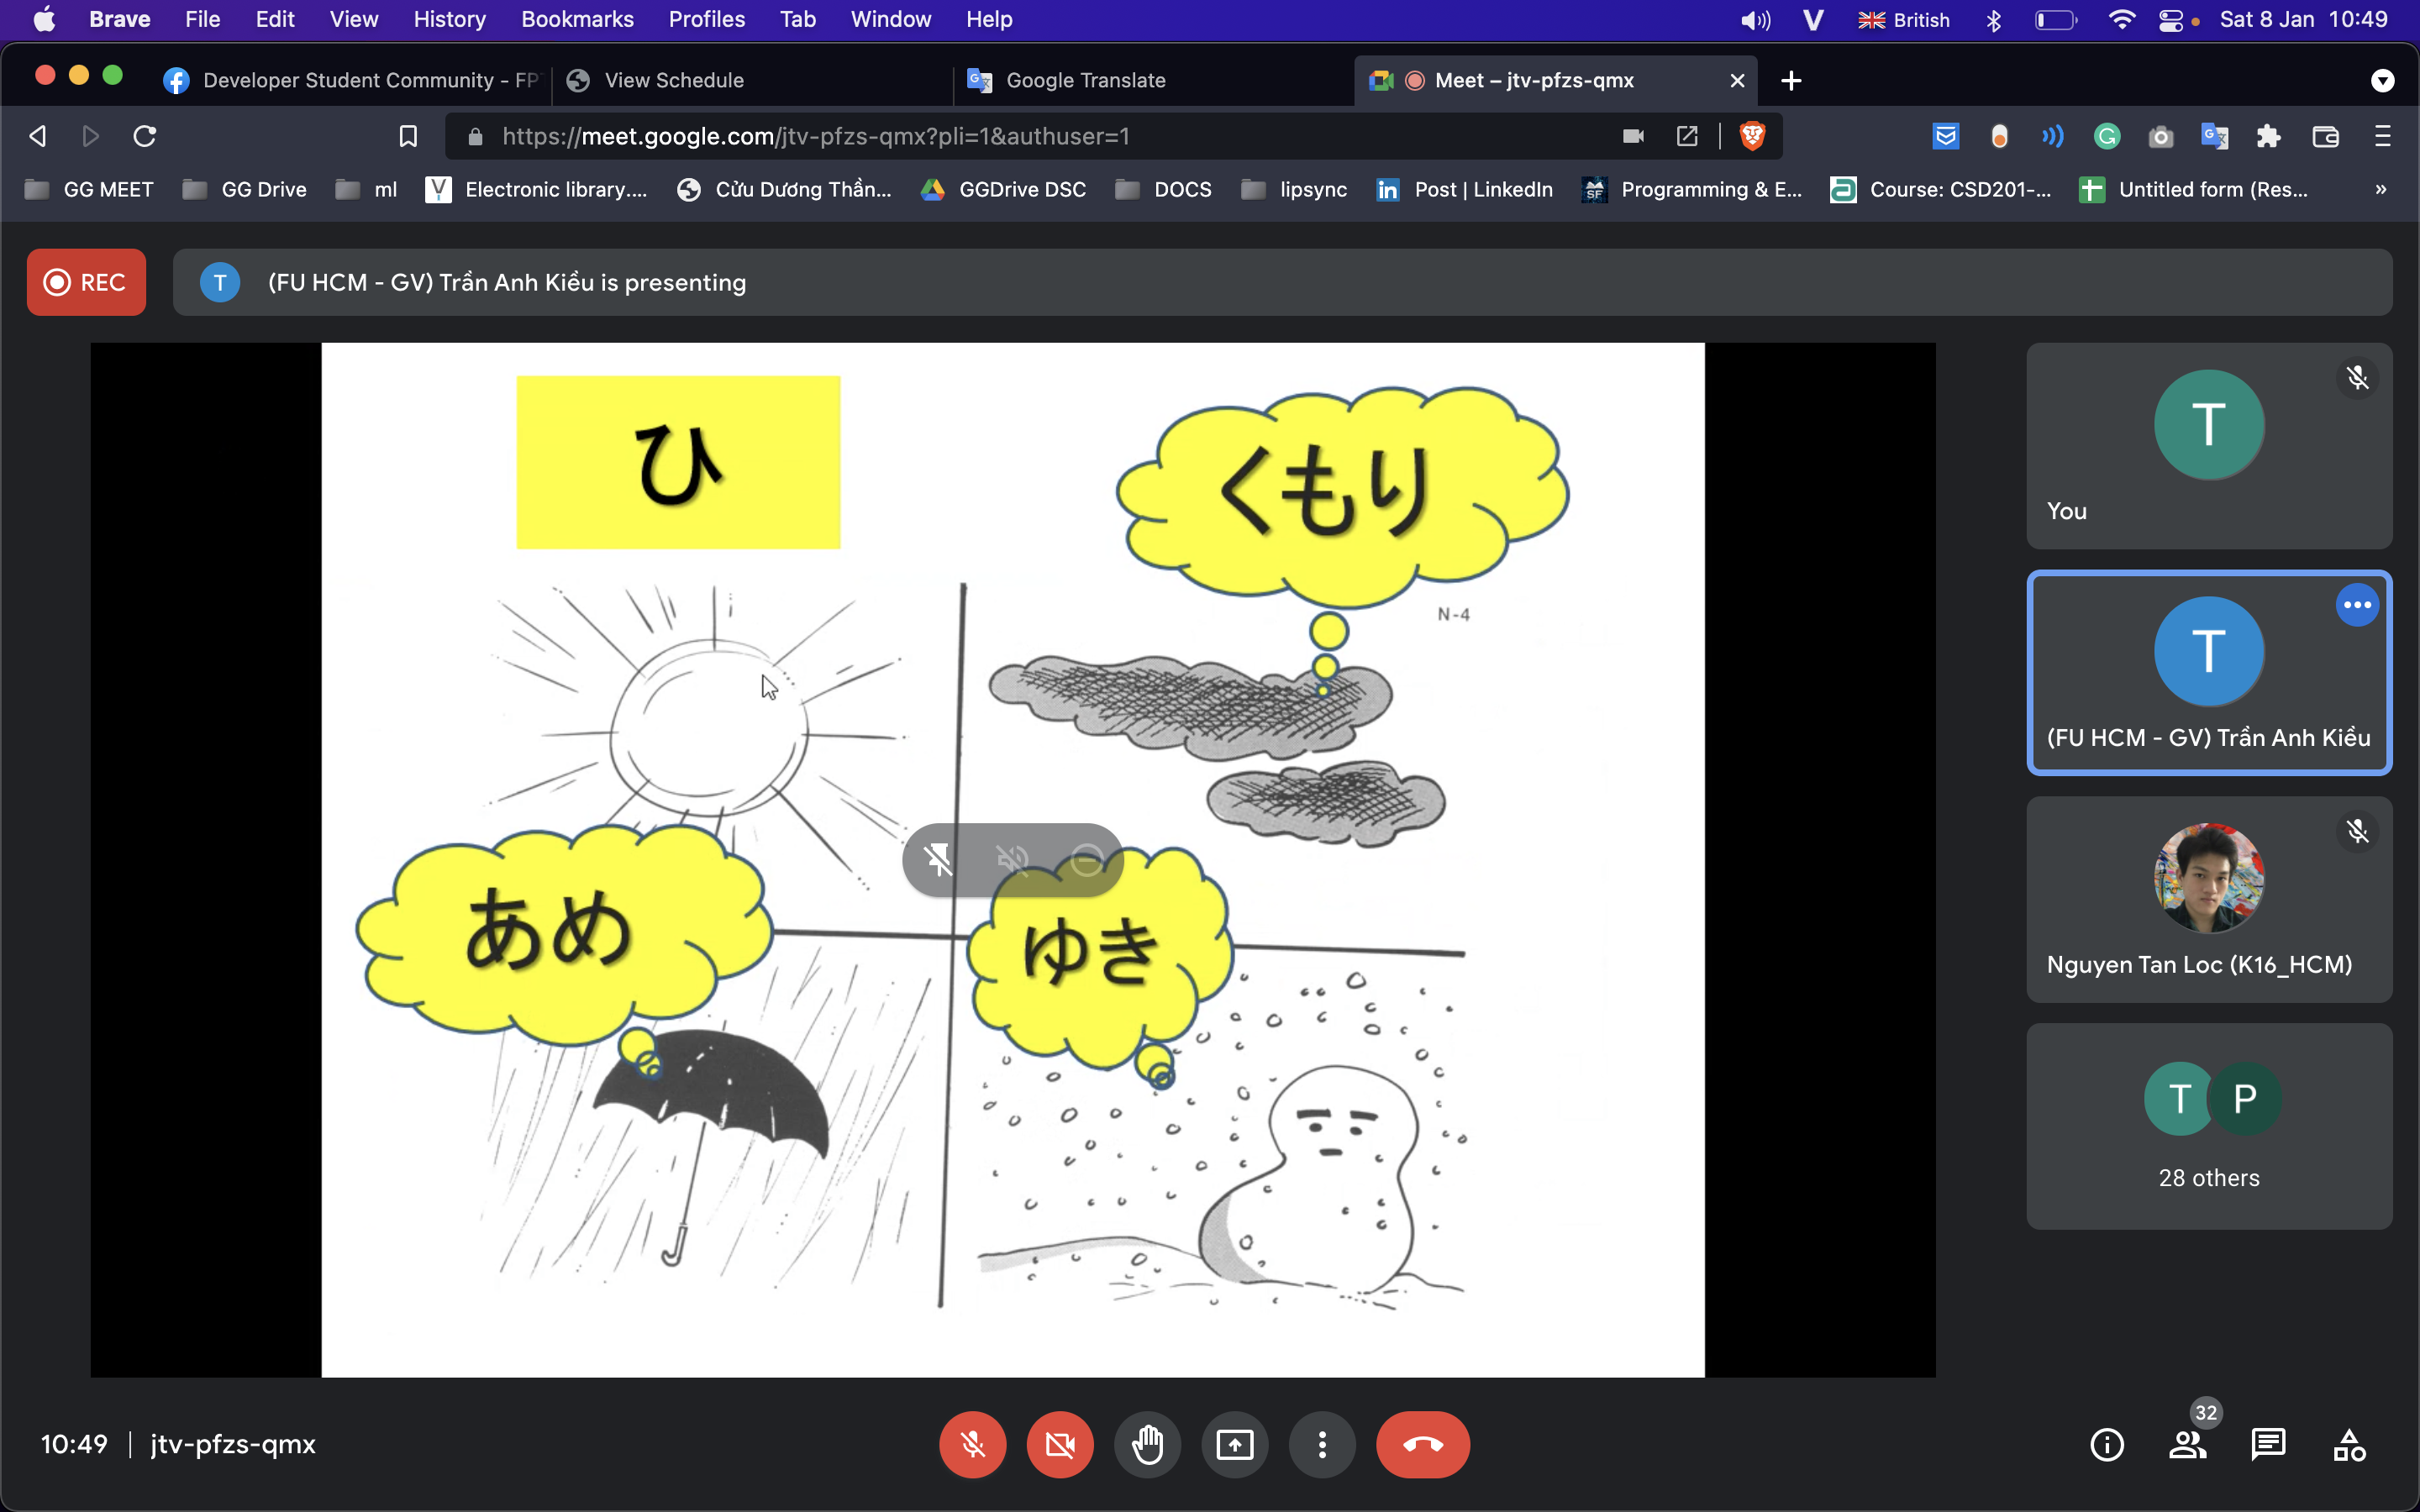 Brave File Edit View History Bookmarks Profiles Tab Window Help V British Sat 8 Jan 10:49
Developer Student Community - FP View Schedule Google Translate Meet – jtv-pfzs-qmx
https://meet.google.com/jtv-pfzs-qmx?pli=1&authuser=1
GG MEET GG Drive ml Electronic library.... Cửu Dương Thần... GGDrive DSC DOCS lipsync Post | LinkedIn Programming & E... Course: CSD201-... Untitled form (Res... »
REC T (FU HCM - GV) Trần Anh Kiều is presenting
ひ
くもり
N-4
あめ
ゆき
T
You
T
(FU HCM - GV) Trần Anh Kiều
Nguyen Tan Loc (K16_HCM)
T P
28 others
10:49 | jtv-pfzs-qmx
32